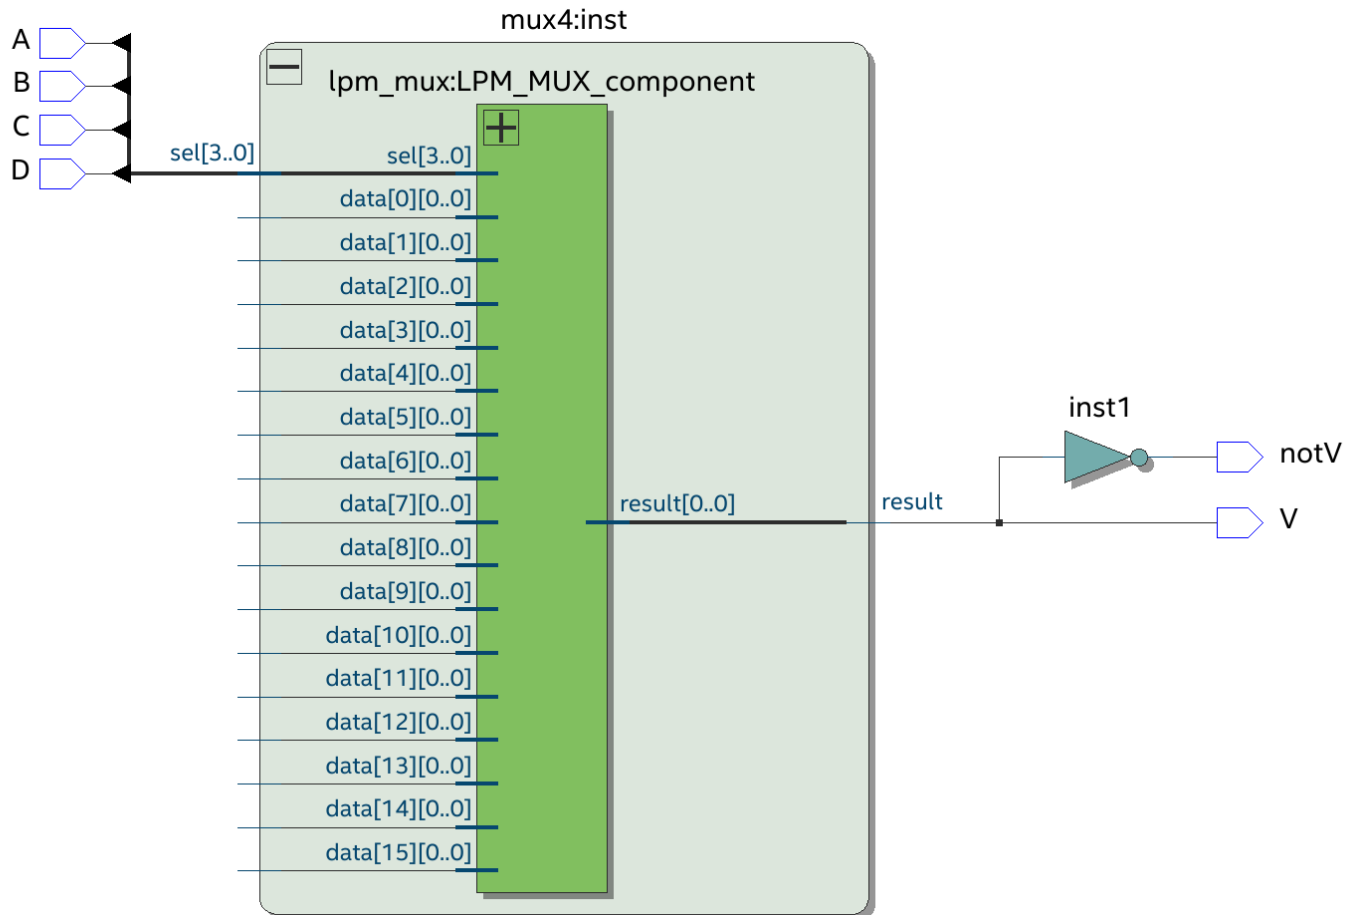 mux4:inst
A
B
C
D
lpm_mux:LPM_MUX_component
sel[3..0]
sel[3..0]
data[0][0..0]
data[1][0..0]
data[2][0..0]
data[3][0..0]
data[4][0..0]
data[5][0..0]
data[6][0..0]
data[7][0..0]
data[8][0..0]
data[9][0..0]
data[10][0..0]
data[11][0..0]
data[12][0..0]
data[13][0..0]
data[14][0..0]
data[15][0..0]
result[0..0]
result
inst1
notV
V